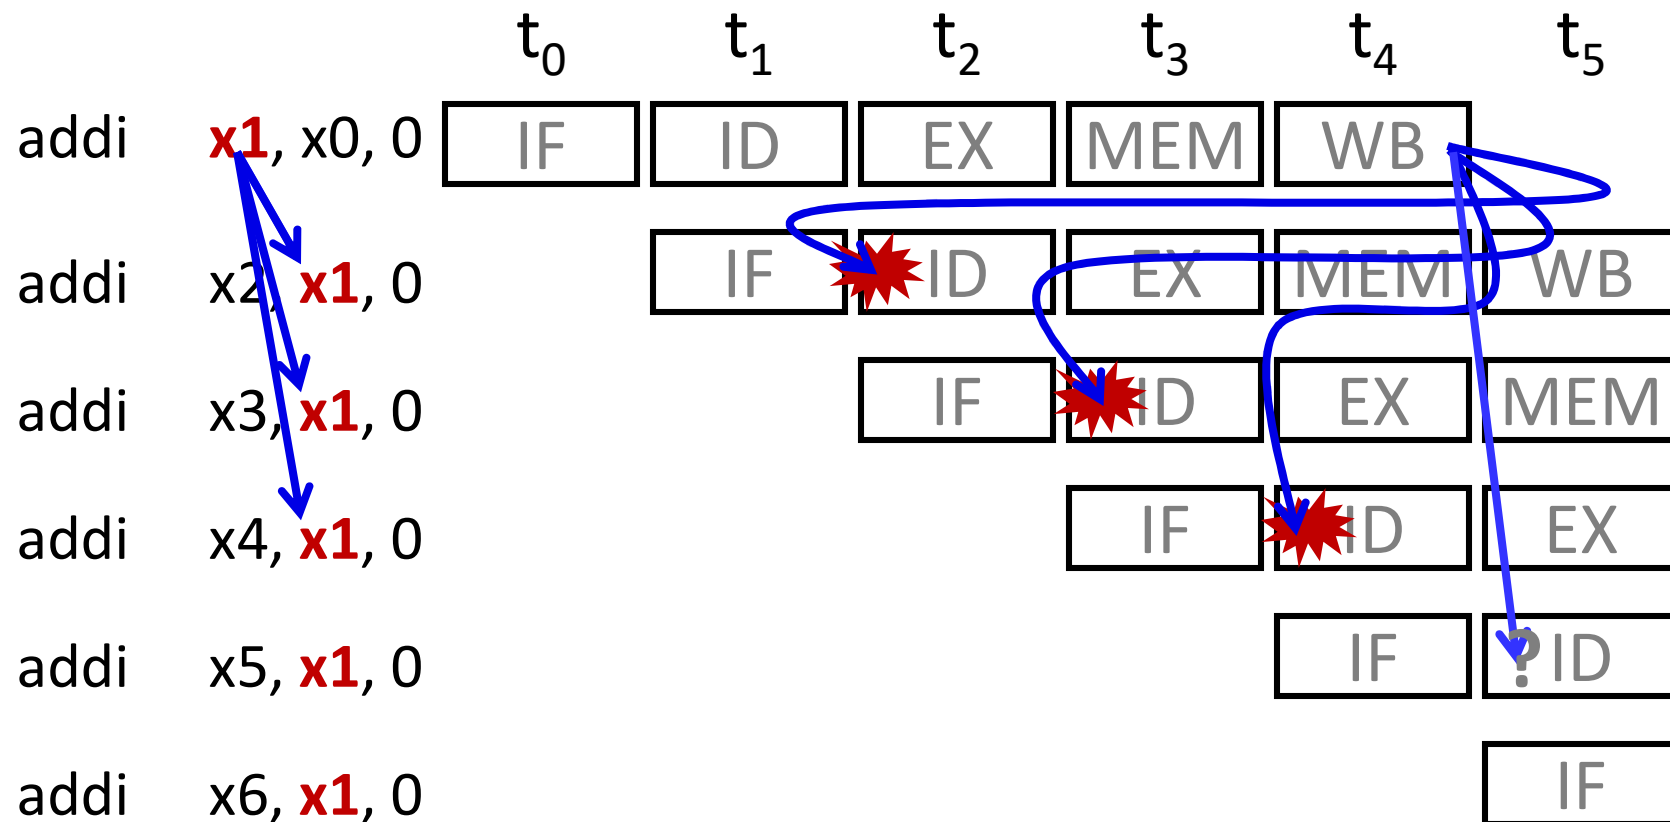 t0 t1 t2 t3 t4 t5
addi x1, x0, 0 IF ID EX MEM WB
addi x2, x1, 0 IF ID EX MEM WB
addi x3, x1, 0 IF ID EX MEM
addi x4, x1, 0 IF ID EX
addi x5, x1, 0 IF ? ID
addi x6, x1, 0 IF